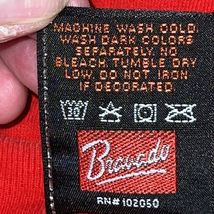 MACHINE WASH COLD.
WASH DARK COLORS
SEPARATELY. NO
BLEACH. TUMBLE DRY
LOW. DO NOT IRON
IF DECORATED
30
Bravado
RN# 102050